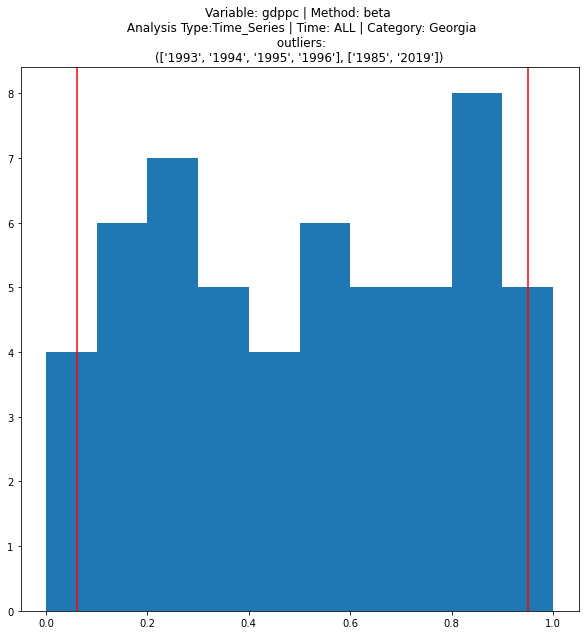 Variable: gdppc | Method: beta
Analysis Type:Time_Series | Time: ALL | Category: Georgia
outliers:
(['1993', '1994', '1995', '1996'], ['1985', '2019'])
8
7
6
5
4
3
2
1
0
0.0 0.2 0.4 0.6 0.8 1.0